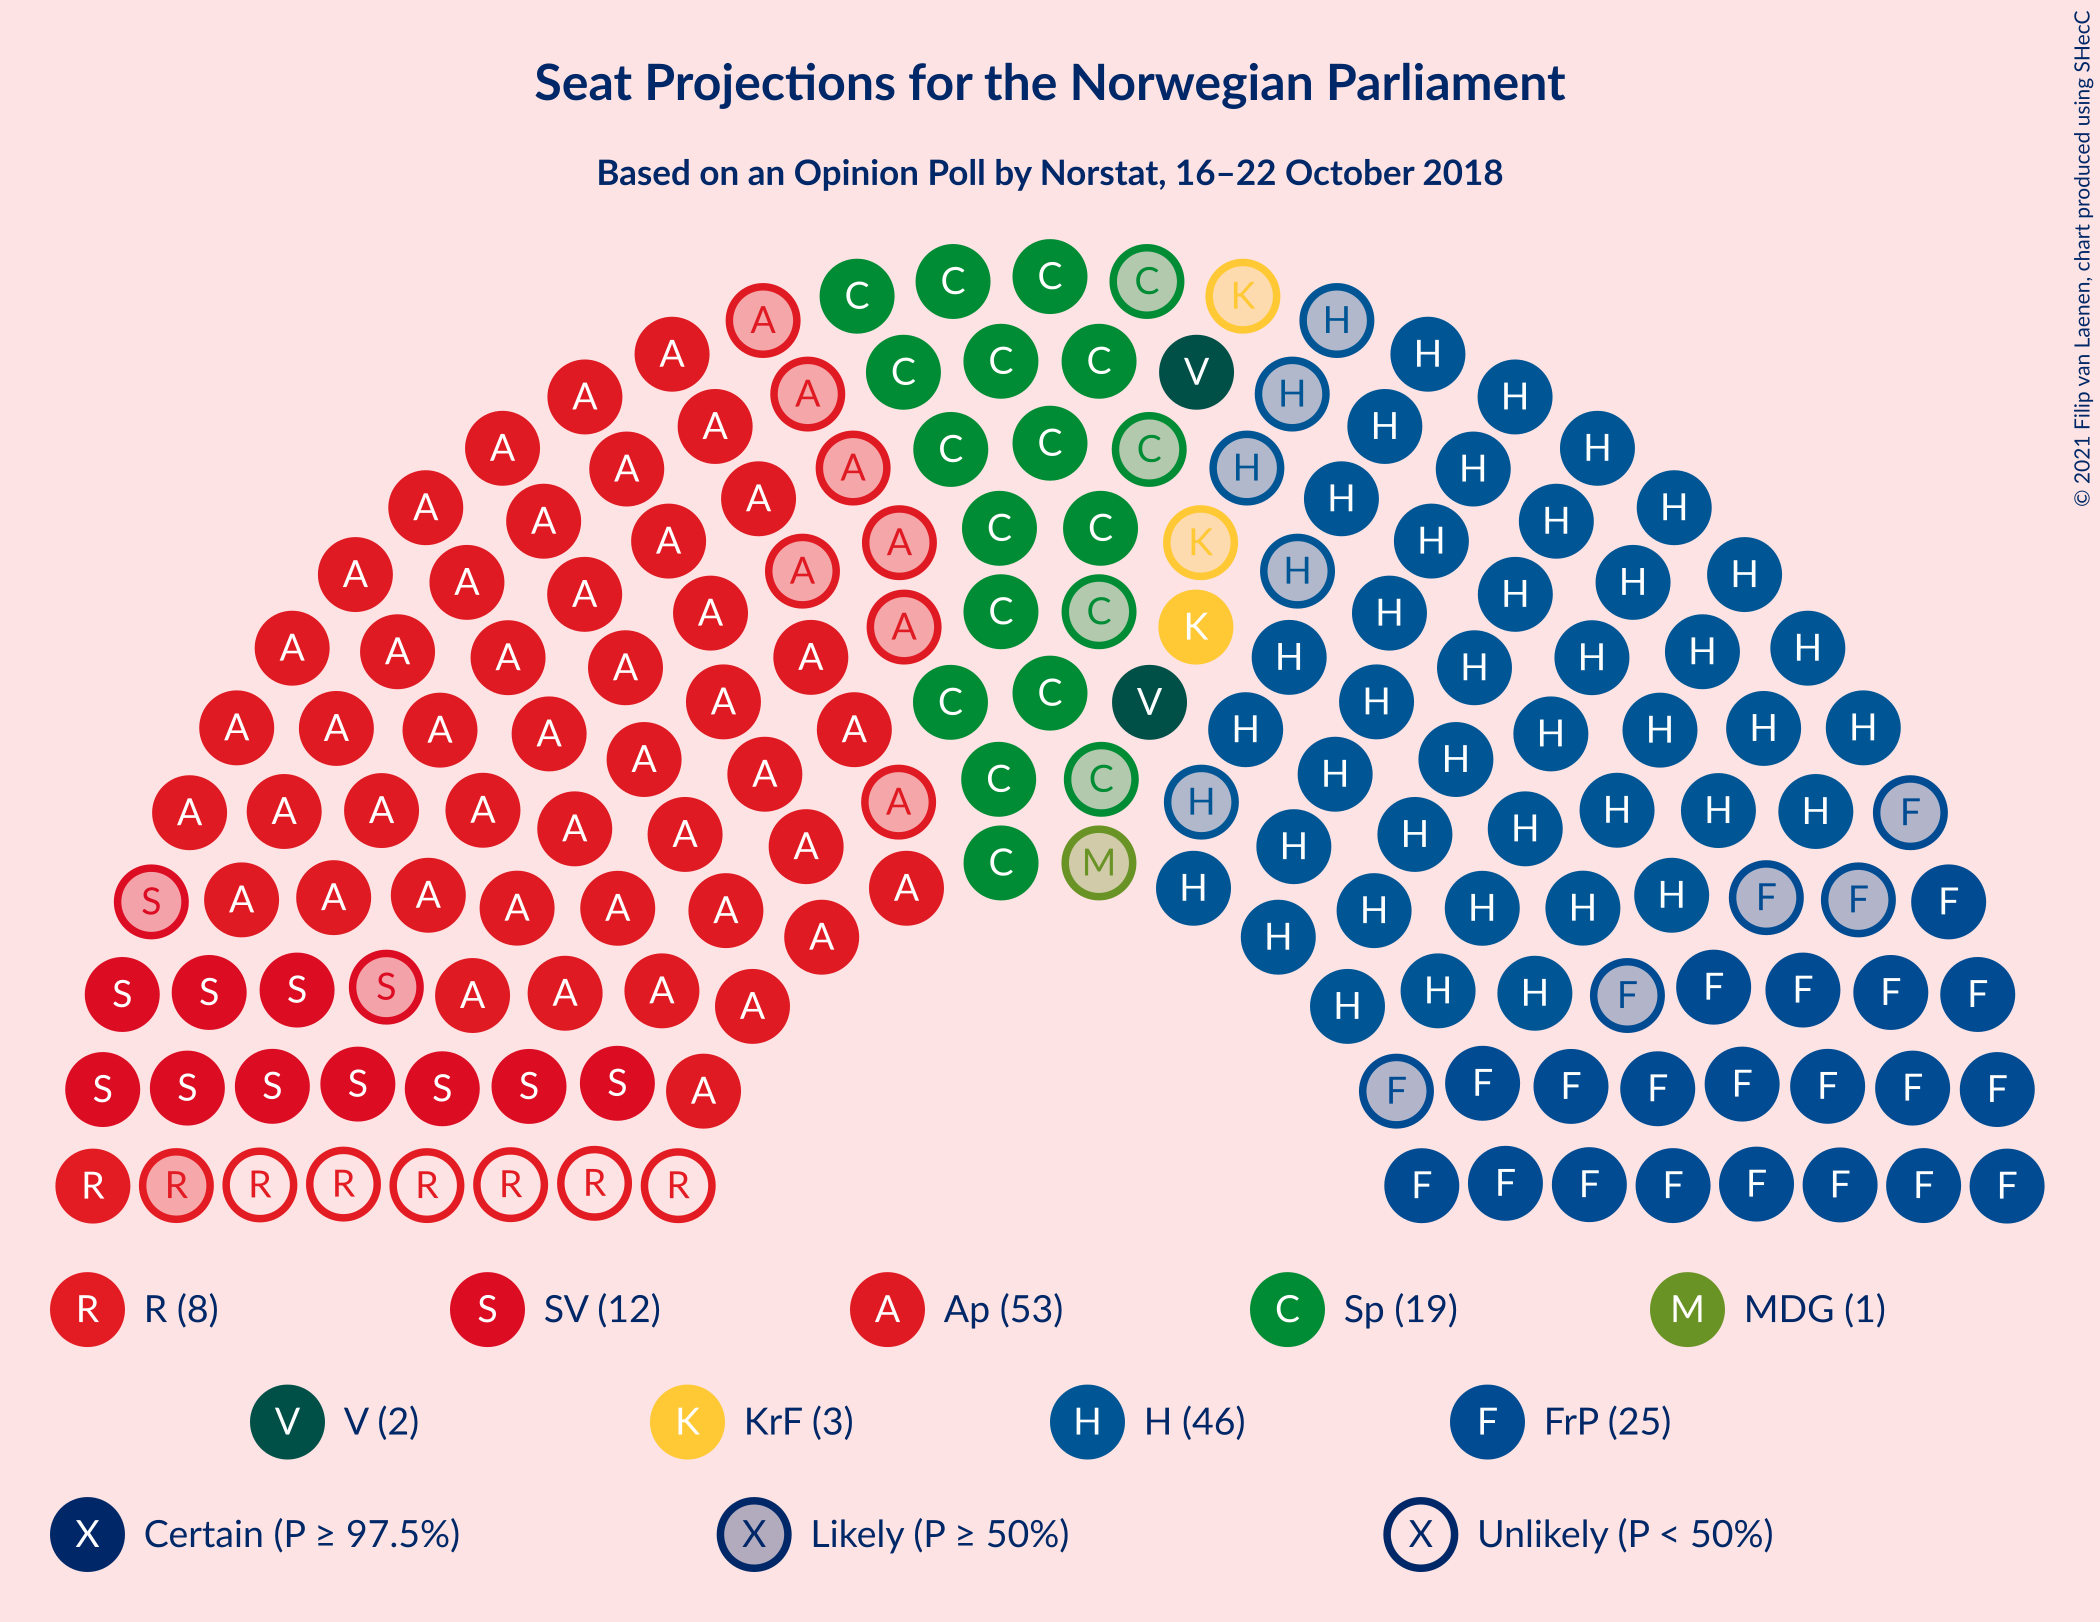 Seat Projections for the Norwegian Parliament
Based on an Opinion Poll by Norstat, 16–22 October 2018
© 2021 Filip van Laenen, chart produced using SHecC
C
C C
C C
A K
A H
A H
C C
C V
A H
A H
A H
A H
C C
C
A H
A H
A H
A H
C C
A K
A H
A H
A H
A H
C C
A K
A H
A H
A H
A H
A H
A H
C
C V
A H
A H
A H
A H
A H
A H
C C
A H
A H
A H
A H
A H
A H
A H
A F
C M
A H
A H
A H
A H
A H
A H
A F
A F
S F
A H
A H
S S S S A A A A H H H F F F F F
S S S S S S S A F F F F F F F F
R R R R R R R R F F F F F F F F
R R (8) S SV (12) A Ap (53) C Sp (19) M MDG (1)
V V (2) K KrF (3) H H (46) F FrP (25)
X Certain (P ≥ 97.5%) X Likely (P ≥ 50%) X Unlikely (P < 50%)